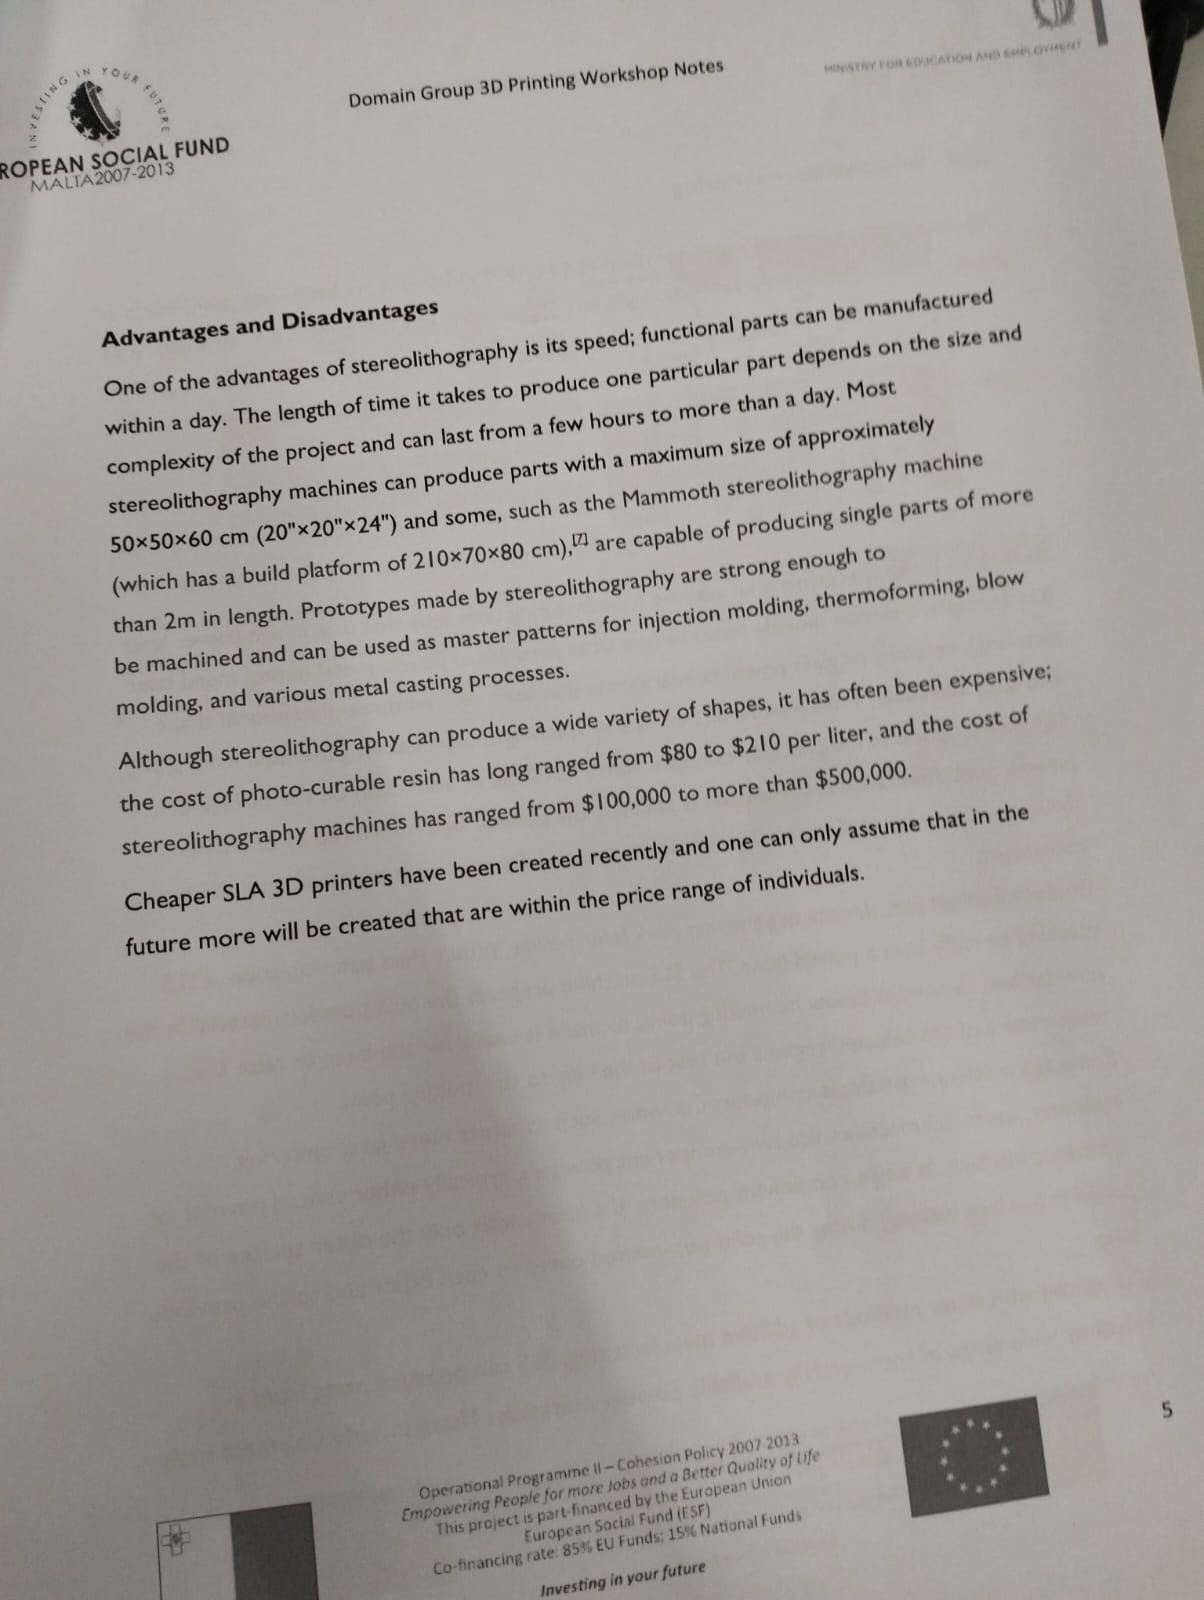 INVESTING IN YOUR FUTURE
ROPEAN SOCIAL FUND
MALTA2007-2013
Domain Group 3D Printing Workshop Notes
MINISTRY FOR EDUCATION AND EMPLOYMENT
Advantages and Disadvantages
One of the advantages of stereolithography is its speed; functional parts can be manufactured
within a day. The length of time it takes to produce one particular part depends on the size and
complexity of the project and can last from a few hours to more than a day. Most
stereolithography machines can produce parts with a maximum size of approximately
50×50×60 cm (20"×20"×24") and some, such as the Mammoth stereolithography machine
(which has a build platform of 210×70×80 cm),[7] are capable of producing single parts of more
than 2m in length. Prototypes made by stereolithography are strong enough to
be machined and can be used as master patterns for injection molding, thermoforming, blow
molding, and various metal casting processes.
Although stereolithography can produce a wide variety of shapes, it has often been expensive;
the cost of photo-curable resin has long ranged from $80 to $210 per liter, and the cost of
stereolithography machines has ranged from $100,000 to more than $500,000.
Cheaper SLA 3D printers have been created recently and one can only assume that in the
future more will be created that are within the price range of individuals.
5
Operational Programme II – Cohesion Policy 2007 2013
Empowering People for more Jobs and a Better Quality of Life
This project is part-financed by the European Union
European Social Fund (ESF)
Co-financing rate: 85% EU Funds; 15% National Funds
Investing in your future